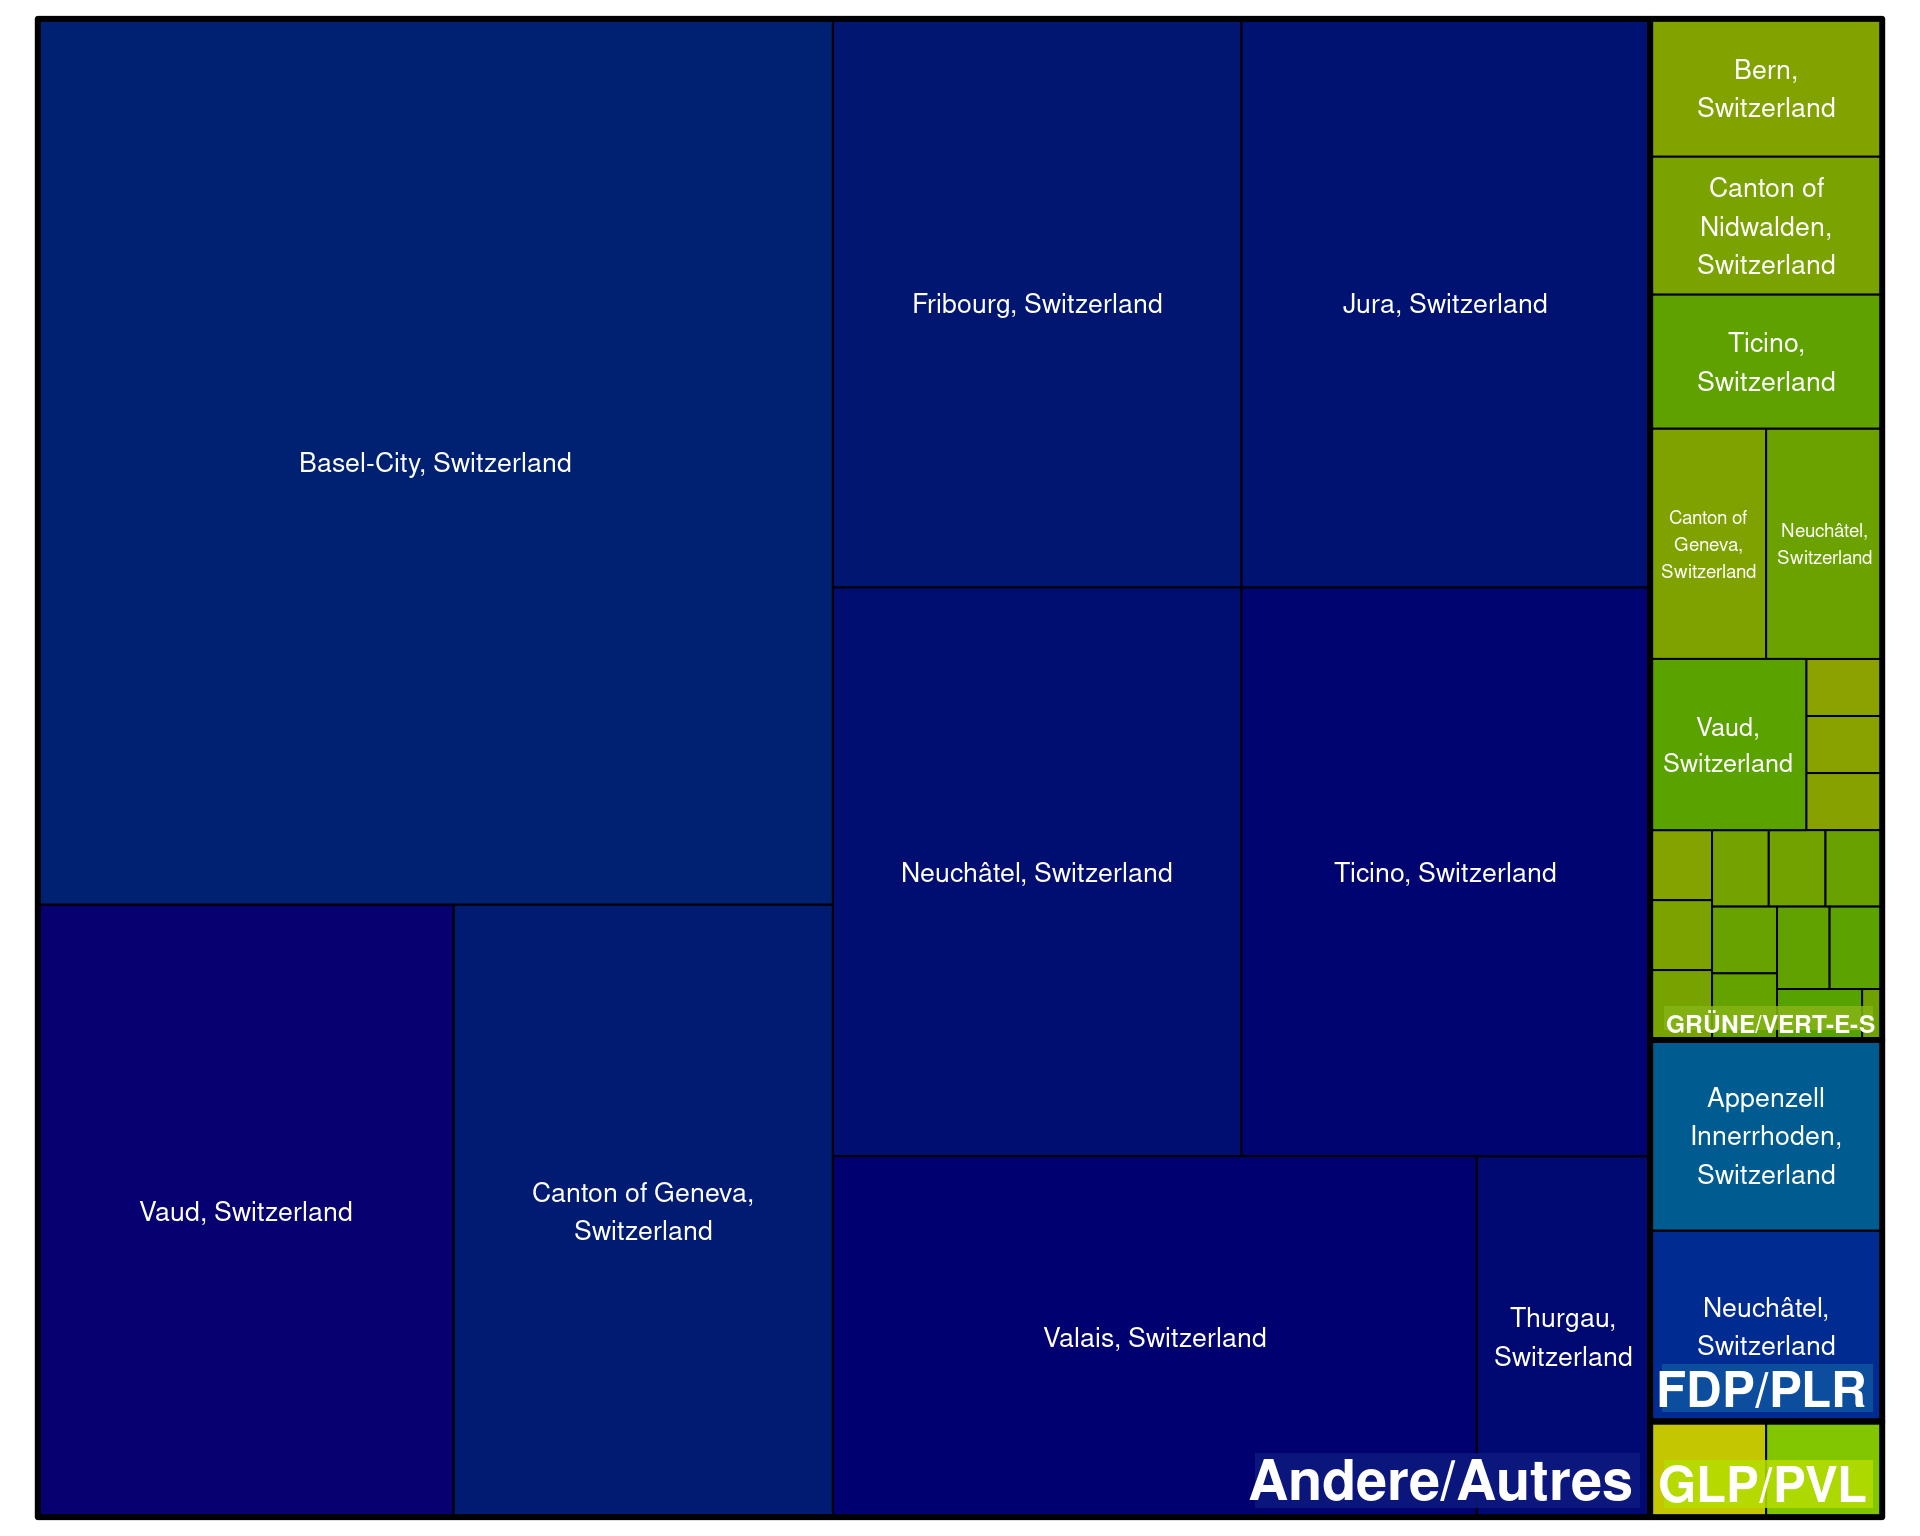 Basel-City, Switzerland
Fribourg, Switzerland
Jura, Switzerland
Neuchâtel, Switzerland
Ticino, Switzerland
Vaud, Switzerland
Canton of Geneva,
Switzerland
Valais, Switzerland
Thurgau,
Switzerland
Andere/Autres
Bern,
Switzerland
Canton of
Nidwalden,
Switzerland
Ticino,
Switzerland
Canton of
Geneva,
Switzerland
Neuchâtel,
Switzerland
Vaud,
Switzerland
GRÜNE/VERT-E-S
Appenzell
Innerrhoden,
Switzerland
Neuchâtel,
Switzerland
FDP/PLR
GLP/PVL